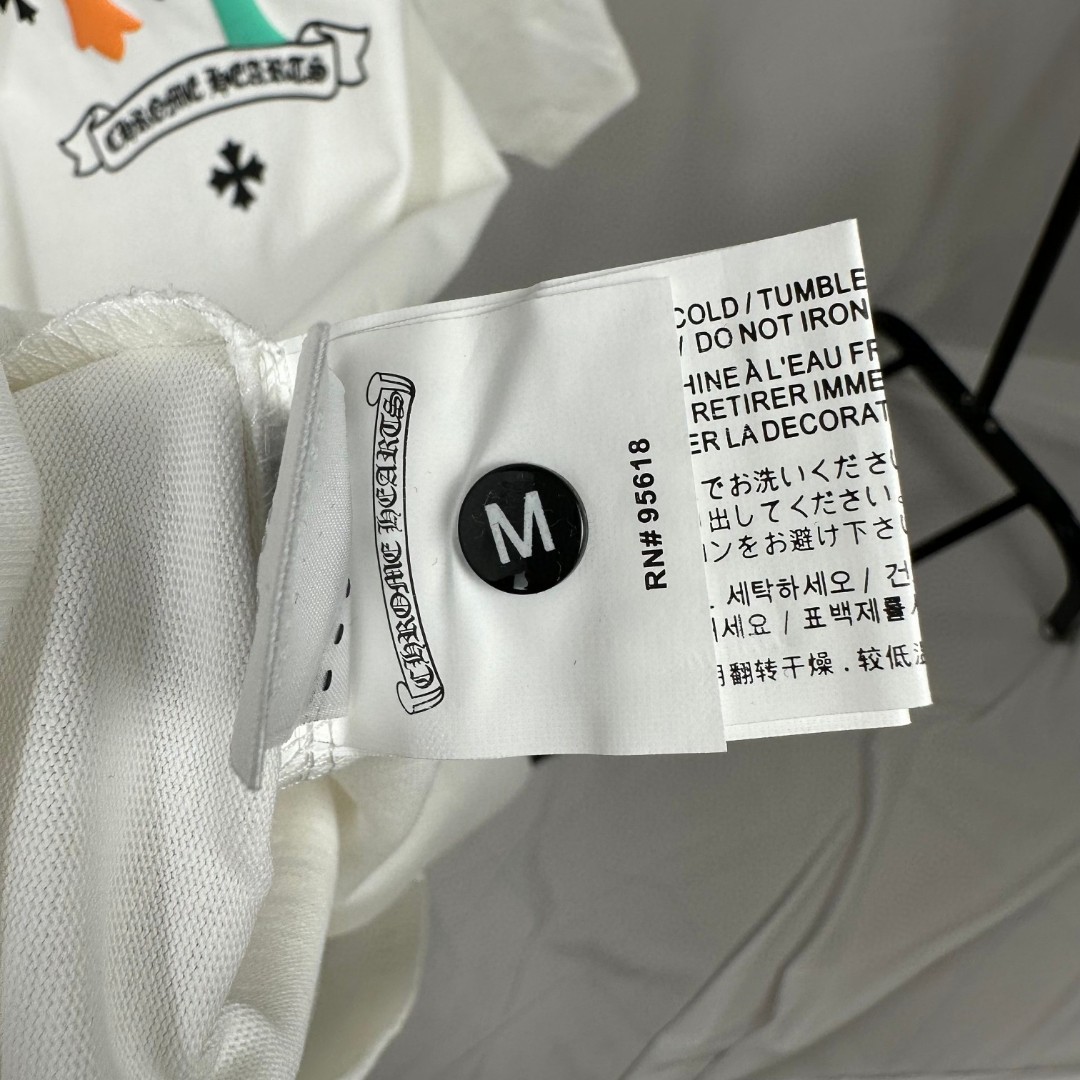 CHROME HEARTS
CHROME HEARTS
M
RN# 95618
COLD / TUMBLE
/ DO NOT IRON
HINE À L'EAU FR
RETIRER IMME
ER LA DECORAT
でお洗いください
出してください。
ンをお避け下さ
세탁하세오 / 건
세요 / 표백제를
翻转干燥 . 较低